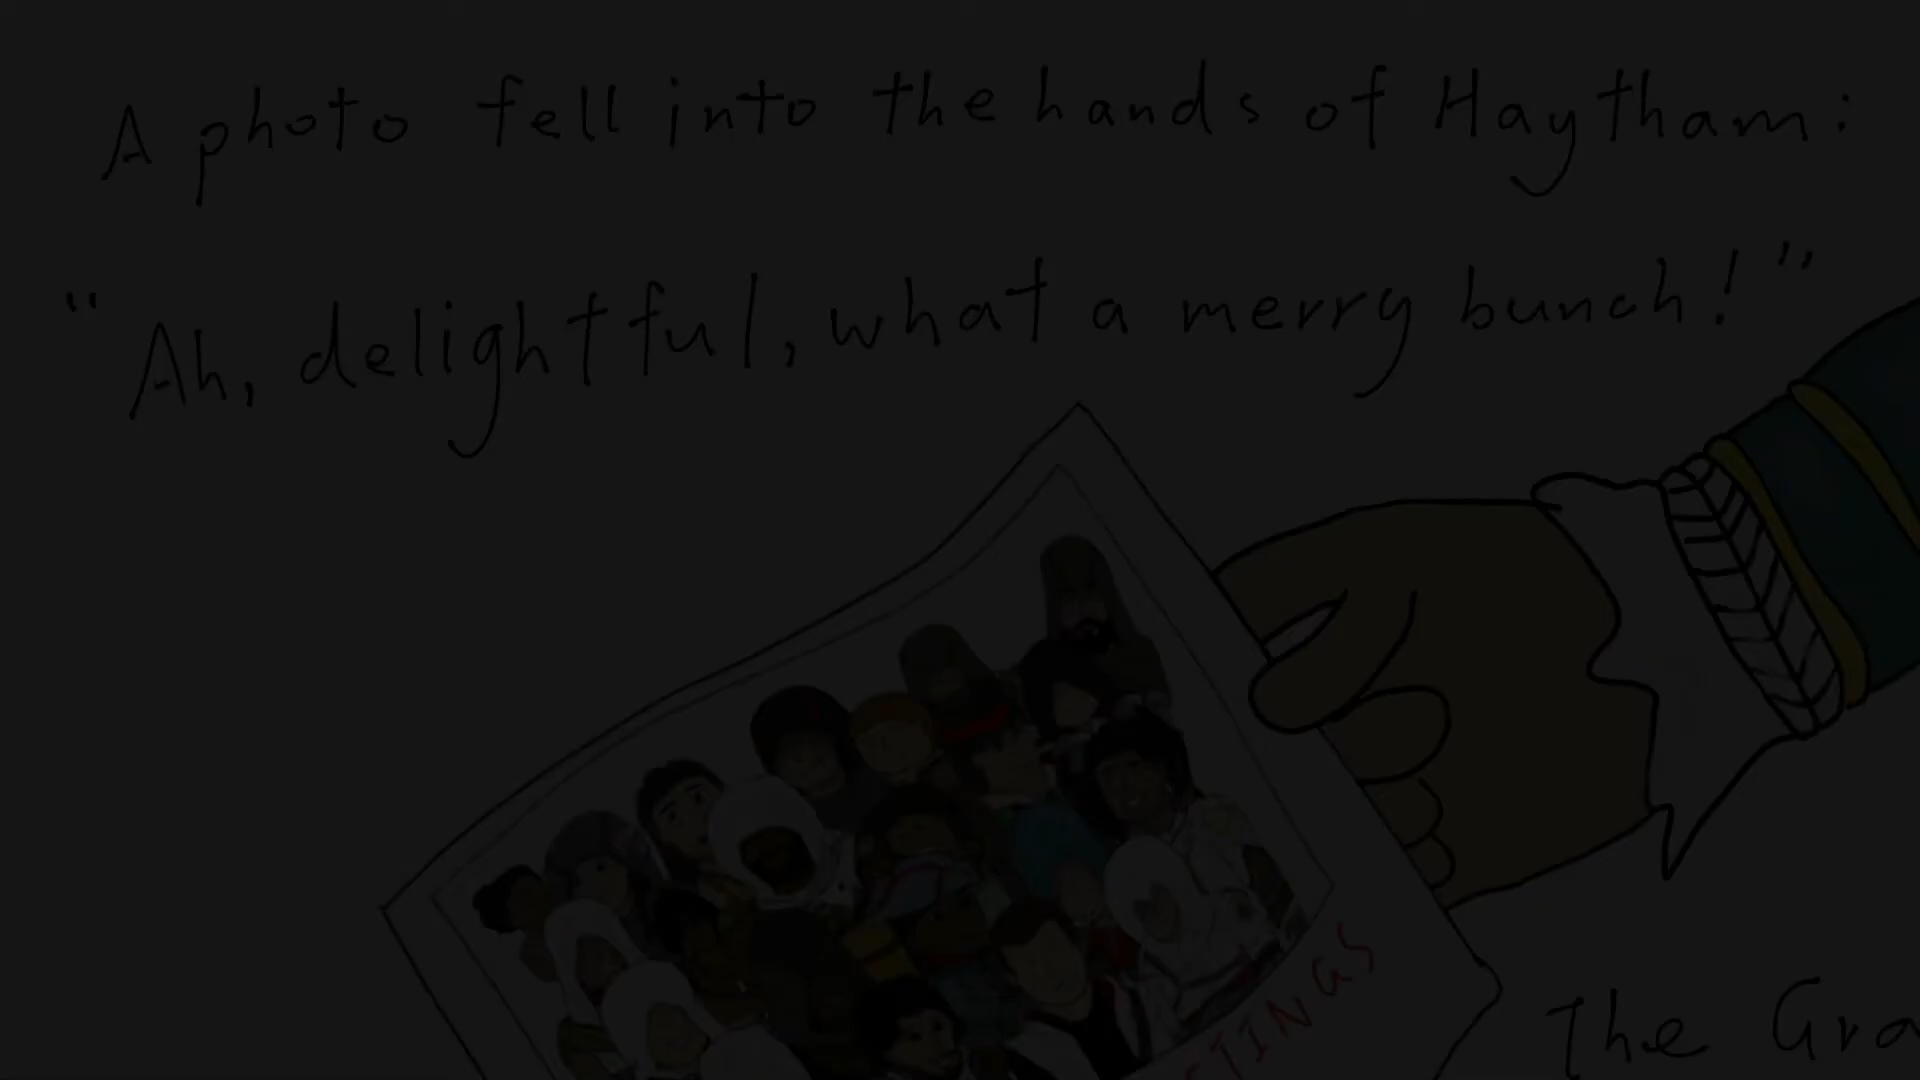 A photo fell into the hands of Haytham:
"Ah, delightful, what a merry bunch!"
The